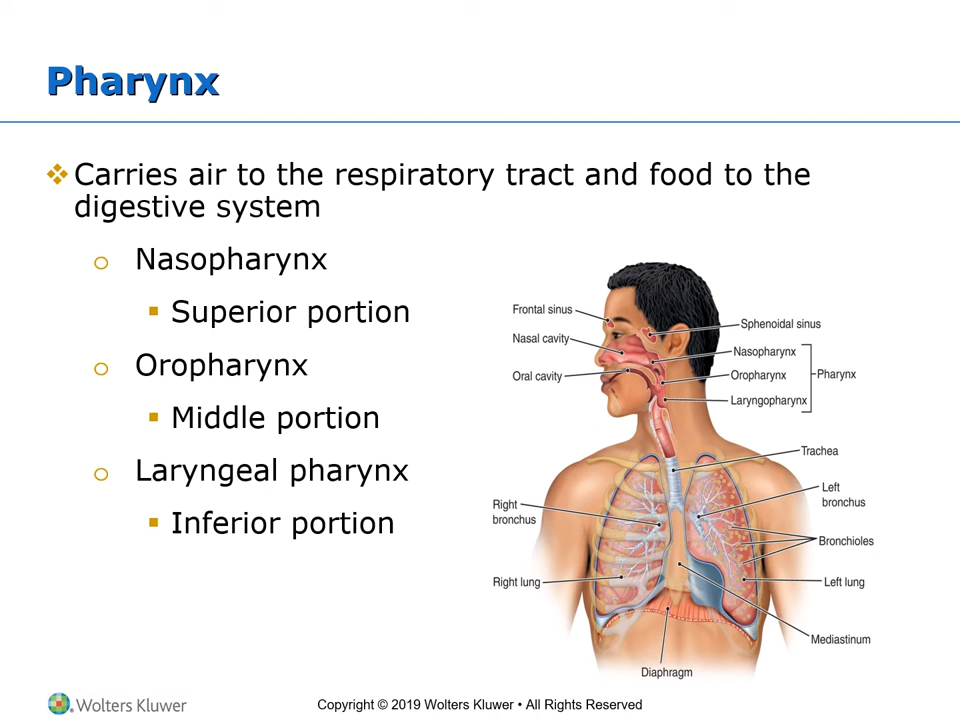 Pharynx
Carries air to the respiratory tract and food to the
digestive system
Nasopharynx
Superior portion
Oropharynx
Middle portion
Laryngeal pharynx
Inferior portion
Frontal sinus
Nasal cavity
Oral cavity
Sphenoidal sinus
Nasopharynx
Oropharynx
Laryngopharynx
Pharynx
Trachea
Left
bronchus
Right
bronchus
Bronchioles
Right lung
Left lung
Mediastinum
Diaphragm
Wolters Kluwer
Copyright © 2019 Wolters Kluwer • All Rights Reserved